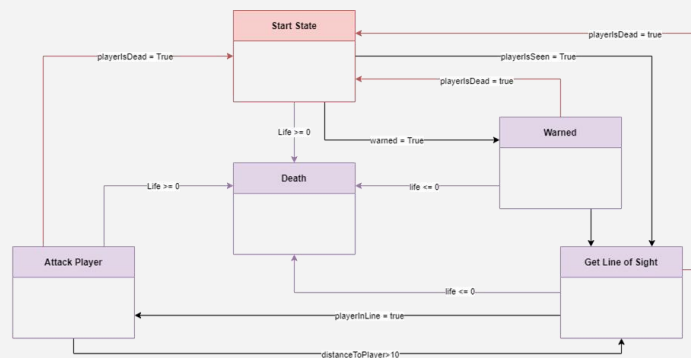 Start State
playerIsDead = true
playerIsDead = True
playerIsSeen = True
playerIsDead = true
Life >= 0
warned = True
Warned
Death
Life >= 0
life <= 0
Attack Player
Get Line of Sight
life <= 0
playerInLine = true
distanceToPlayer>10